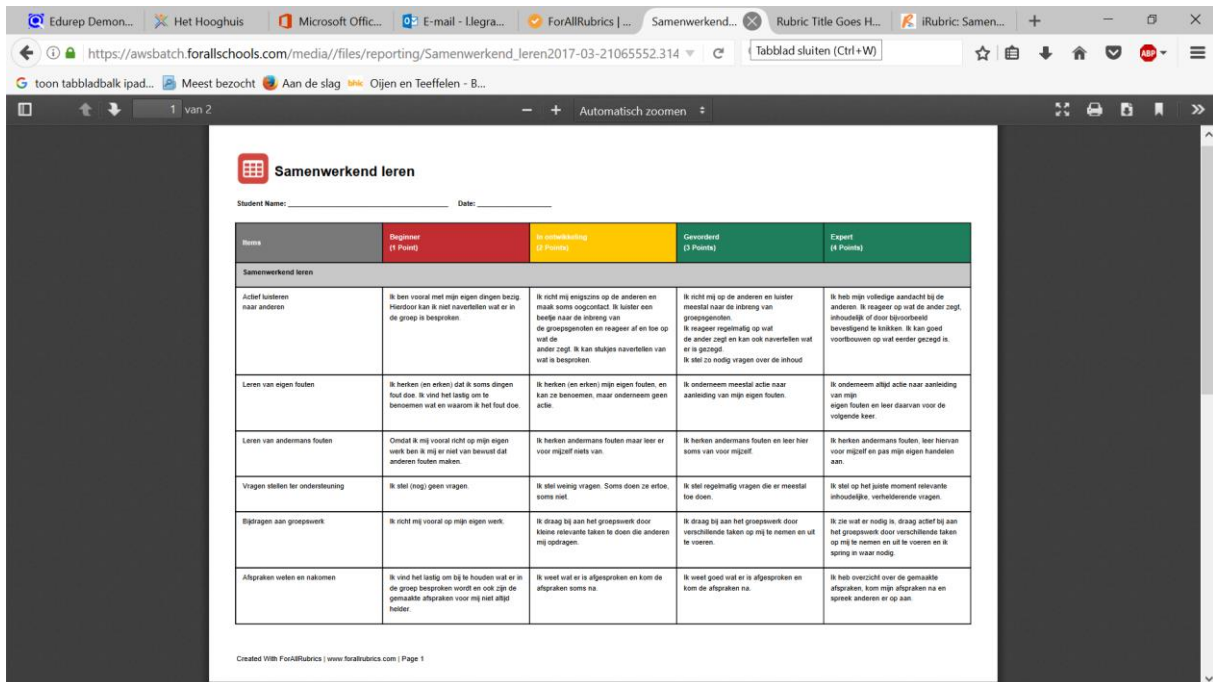 Edurep Demon...
Het Hooghuis
Microsoft Offic...
E-mail - l.legra...
ForAllRubrics | ...
Samenwerkend...
Rubric Title Goes H...
iRubric: Samen...
https://awsbatch.forallschools.com/media//files/reporting/Samenwerkend_leren2017-03-21065552.314
Tabblad sluiten (Ctrl+W)
ABP
toon tabbladbalk ipad...
Meest bezocht
Aan de slag
bhic
Oijen en Teeffelen - B...
1 van 2
Automatisch zoomen
Samenwerkend leren
Student Name:
Date:
Items
Beginner
(1 Point)
In ontwikkeling
(2 Points)
Gevorderd
(3 Points)
Expert
(4 Points)
Samenwerkend leren
Actief luisteren
naar anderen
Ik ben vooral met mijn eigen dingen bezig.
Hierdoor kan ik niet navertellen wat er in
de groep is besproken.
Ik richt mij enigszins op de anderen en
maak soms oogcontact. Ik luister een
beetje naar de inbreng van
de groepsgenoten en reageer af en toe op
wat de
ander zegt. Ik kan stukjes navertellen van
wat is besproken.
Ik richt mij op de anderen en luister
meestal naar de inbreng van
groepsgenoten.
Ik reageer regelmatig op wat
de ander zegt en kan ook navertellen wat
er is gezegd.
Ik stel zo nodig vragen over de inhoud
Ik heb mijn volledige aandacht bij de
anderen. Ik reageer op wat de ander zegt,
inhoudelijk of door bijvoorbeeld
bevestigend te knikken. Ik kan goed
voortbouwen op wat eerder gezegd is.
Leren van eigen fouten
Ik herken (en erken) dat ik soms dingen
fout doe. Ik vind het lastig om te
benoemen wat en waarom ik het fout doe.
Ik herken (en erken) mijn eigen fouten, en
kan ze benoemen, maar onderneem geen
actie.
Ik onderneem meestal actie naar
aanleiding van mijn eigen fouten.
Ik onderneem altijd actie naar aanleiding
van mijn
eigen fouten en leer daarvan voor de
volgende keer.
Leren van andermans fouten
Omdat ik mij vooral richt op mijn eigen
werk ben ik mij er niet van bewust dat
anderen fouten maken.
Ik herken andermans fouten maar leer er
voor mijzelf niets van.
Ik herken andermans fouten en leer hier
soms van voor mijzelf.
Ik herken andermans fouten, leer hiervan
voor mijzelf en pas mijn eigen handelen
aan.
Vragen stellen ter ondersteuning
Ik stel (nog) geen vragen.
Ik stel weinig vragen. Soms doen ze ertoe,
soms niet.
Ik stel regelmatig vragen die er meestal
toe doen.
Ik stel op het juiste moment relevante
inhoudelijke, verhelderende vragen.
Bijdragen aan groepswerk
Ik richt mij vooral op mijn eigen werk.
Ik draag bij aan het groepswerk door
kleine relevante taken te doen die anderen
mij opdragen.
Ik draag bij aan het groepswerk door
verschillende taken op mij te nemen en uit
te voeren.
Ik zie wat er nodig is, draag actief bij aan
het groepswerk door verschillende taken
op mij te nemen en uit te voeren en ik
spring in waar nodig.
Afspraken weten en nakomen
Ik vind het lastig om bij te houden wat er in
de groep besproken wordt en ook zijn de
gemaakte afspraken voor mij niet altijd
helder.
Ik weet wat er is afgesproken en kom de
afspraken soms na.
Ik weet goed wat er is afgesproken en
kom de afspraken na.
Ik heb overzicht over de gemaakte
afspraken, kom mijn afspraken na en
spreek anderen er op aan.
Created With ForAllRubrics | www.forallrubrics.com | Page 1